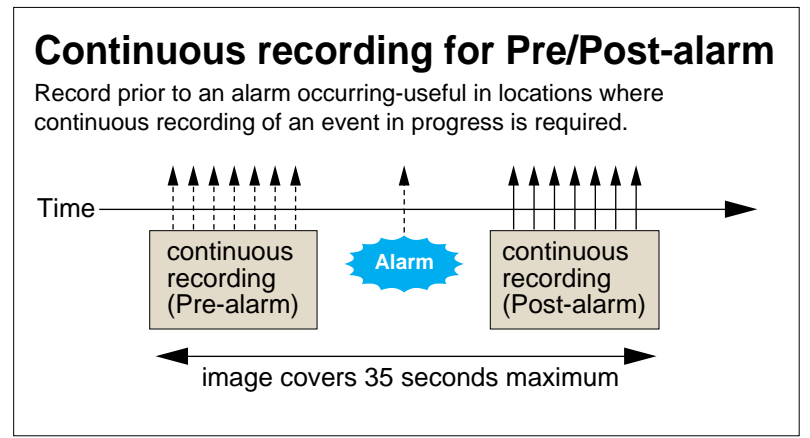 Continuous recording for Pre/Post-alarm
Record prior to an alarm occurring-useful in locations where
continuous recording of an event in progress is required.
Time
continuous
recording
(Pre-alarm)
Alarm
continuous
recording
(Post-alarm)
image covers 35 seconds maximum